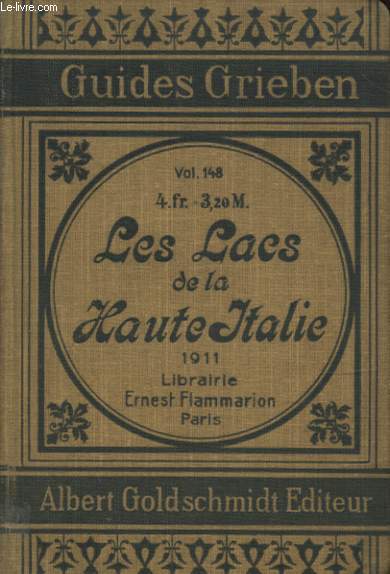 Le-livre.com
Guides Grieben
Vol. 148
4.fr. = 3,20 M.
Les Lacs
de la
Haute Italie
1911
Librairie
Ernest Flammarion
Paris
Albert Goldschmidt Editeur